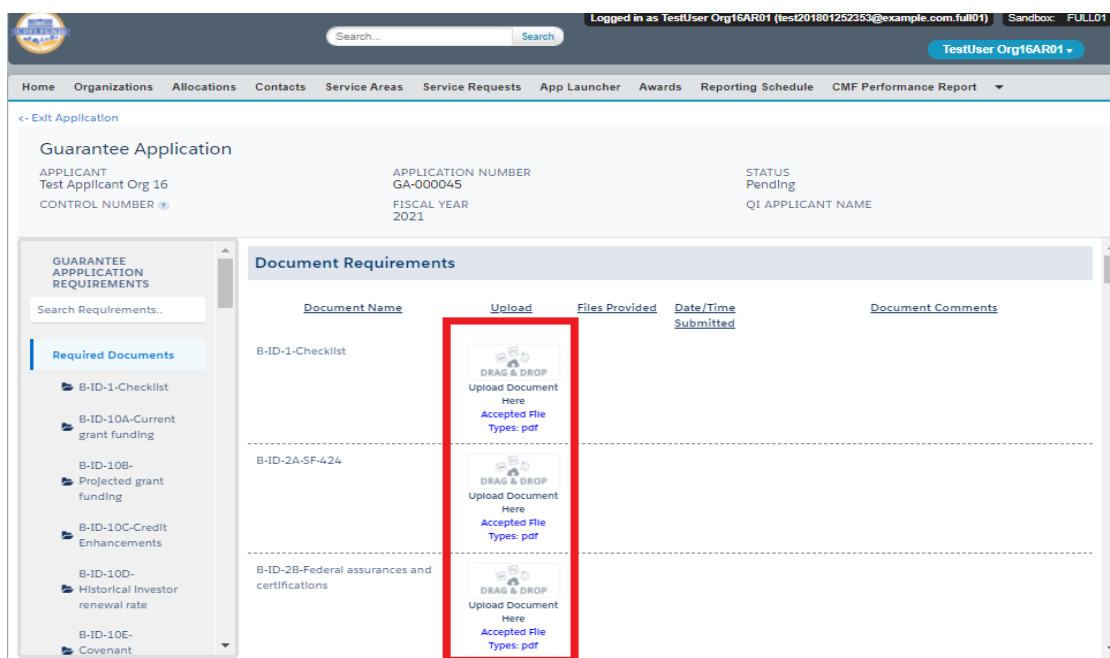 CDFI FUND
Logged in as TestUser Org16AR01 (test201801252353@example.com.full01) Sandbox: FULL01
Search... Search
TestUser Org16AR01
Home Organizations Allocations Contacts Service Areas Service Requests App Launcher Awards Reporting Schedule CMF Performance Report
<- Exit Application
Guarantee Application
APPLICANT APPLICATION NUMBER STATUS
Test Applicant Org 16 GA-000045 Pending
CONTROL NUMBER ? FISCAL YEAR QI APPLICANT NAME
2021
GUARANTEE
APPPLICATION
REQUIREMENTS
Search Requirements..
Required Documents
B-ID-1-Checklist
B-ID-10A-Current
grant funding
B-ID-10B-
Projected grant
funding
B-ID-10C-Credit
Enhancements
B-ID-10D-
Historical Investor
renewal rate
B-ID-10E-
Covenant
Document Requirements
Document Name Upload Files Provided Date/Time Document Comments
Submitted
B-ID-1-Checklist
DRAG & DROP
Upload Document
Here
Accepted File
Types: pdf
B-ID-2A-SF-424
DRAG & DROP
Upload Document
Here
Accepted File
Types: pdf
B-ID-2B-Federal assurances and
certifications
DRAG & DROP
Upload Document
Here
Accepted File
Types: pdf